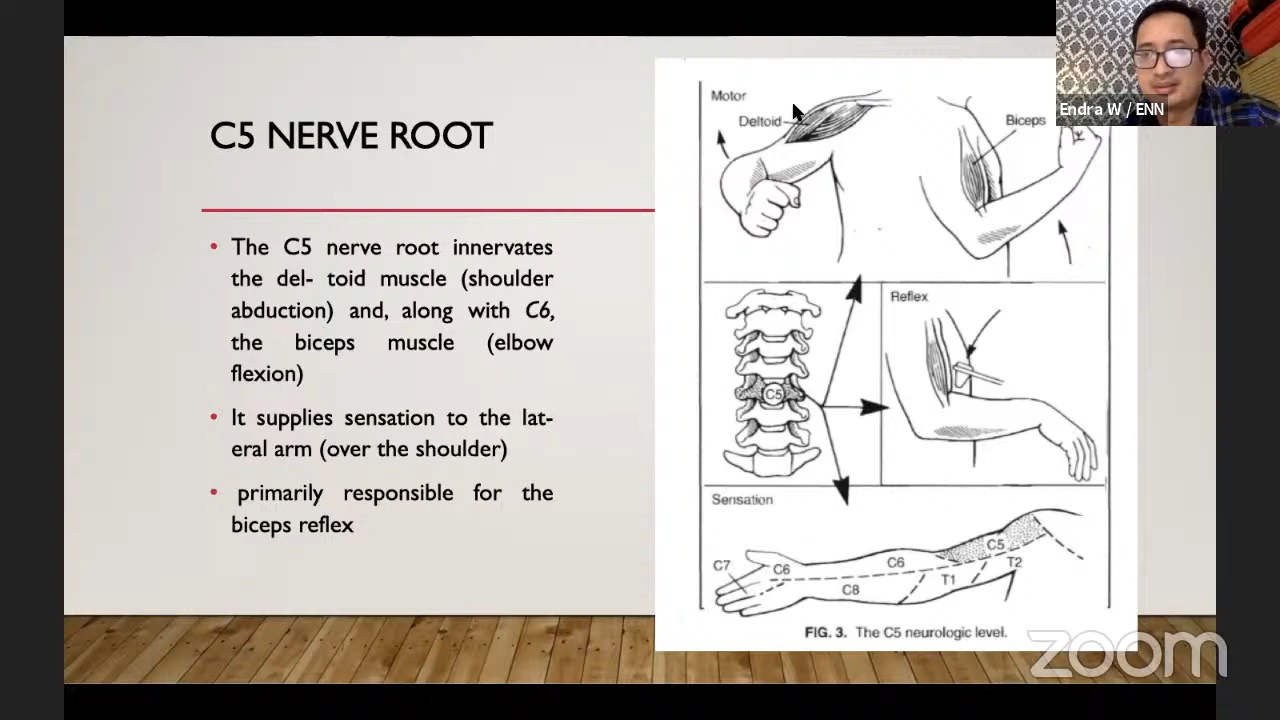 C5 NERVE ROOT
• The C5 nerve root innervates
the del- toid muscle (shoulder
abduction) and, along with C6,
the biceps muscle (elbow
flexion)
• It supplies sensation to the lat-
eral arm (over the shoulder)
• primarily responsible for the
biceps reflex
Motor
Deltoid
Biceps
C5
Reflex
Sensation
C7
C6
C6
C5
C8
T1
T2
FIG. 3. The C5 neurologic level.
Endra W / ENN
zoom